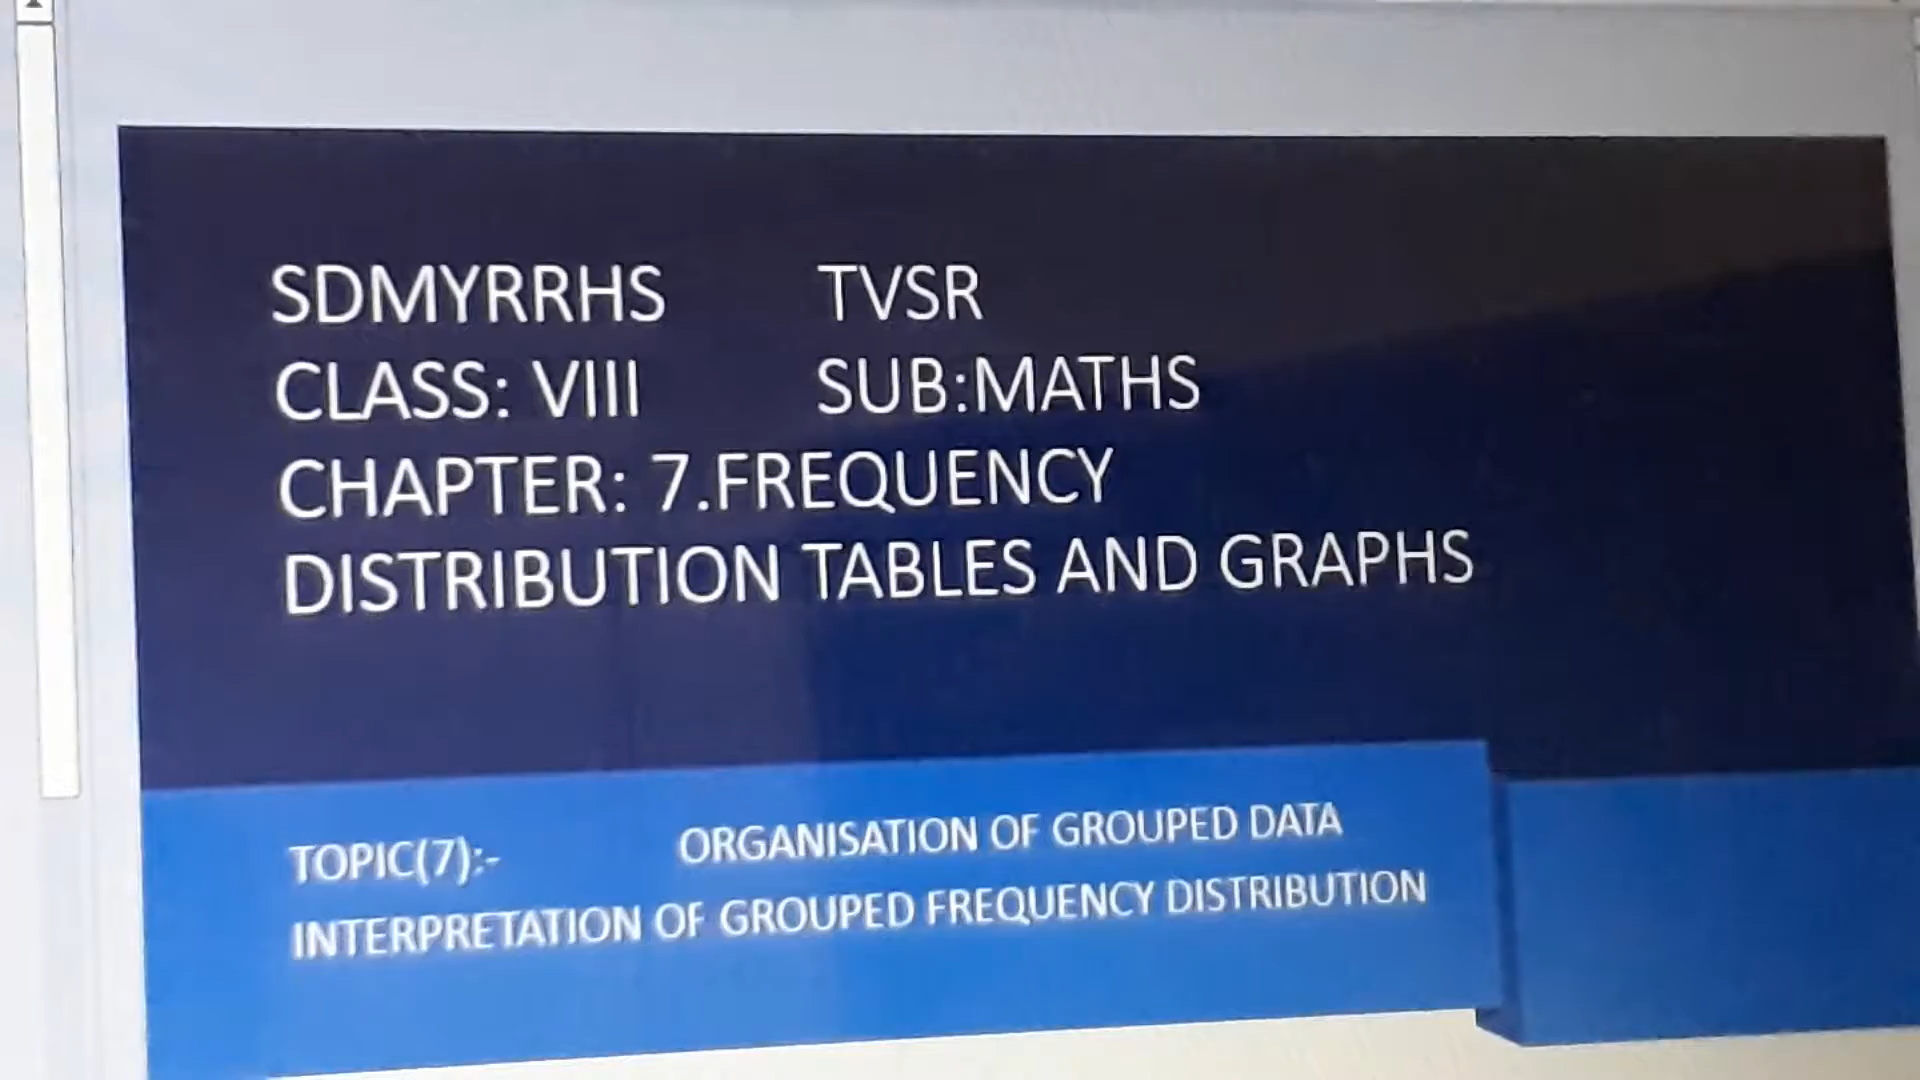 SDMYRRHS TVSR
CLASS: VIII SUB:MATHS
CHAPTER: 7.FREQUENCY
DISTRIBUTION TABLES AND GRAPHS
TOPIC(7):- ORGANISATION OF GROUPED DATA
INTERPRETATION OF GROUPED FREQUENCY DISTRIBUTION